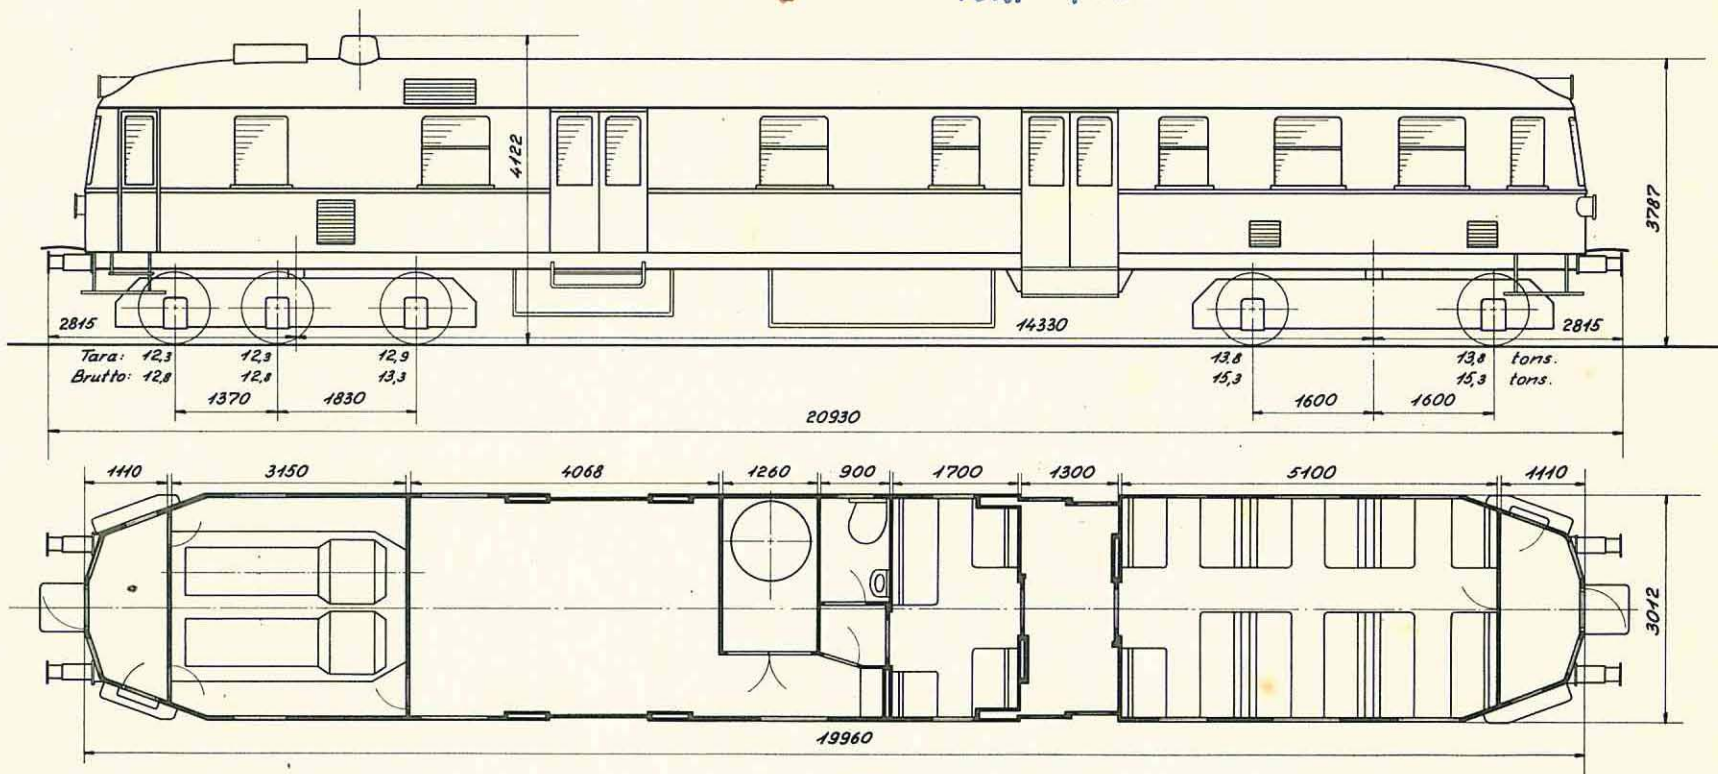 4122
3787
2815 14330 2815
Tara: 12,3 12,3 12,9 13,8 13,8 tons.
Brutto: 12,8 12,8 13,3 15,3 15,3 tons.
1370 1830 1600 1600
20930
1110 3150 4068 1260 900 1700 1300 5100 1110
3012
19960